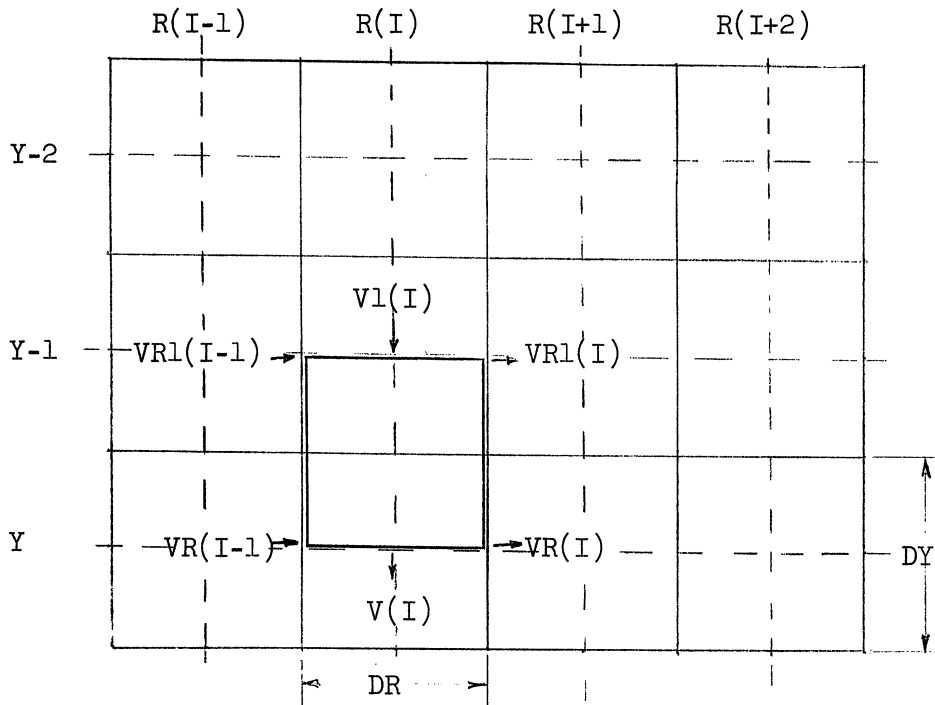 R(I-1) R(I) R(I+1) R(I+2)
Y-2
V1(I)
Y-1 VR1(I-1) VR1(I)
Y VR(I-1) VR(I) DY
V(I)
DR